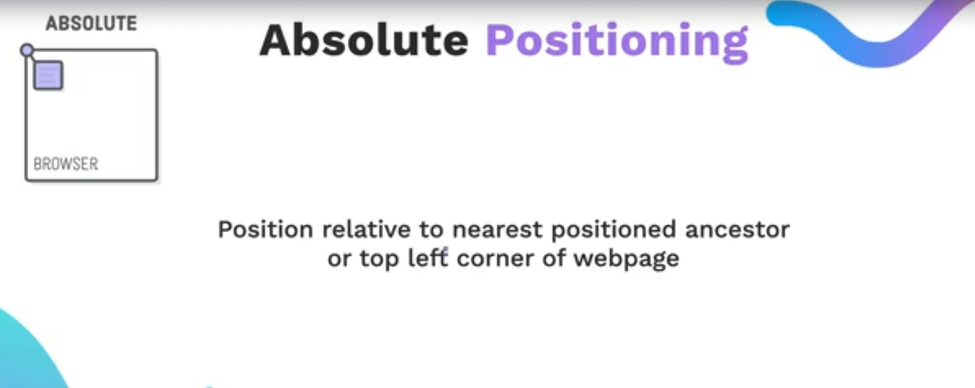 ABSOLUTE
Absolute Positioning
BROWSER
Position relative to nearest positioned ancestor
or top left corner of webpage